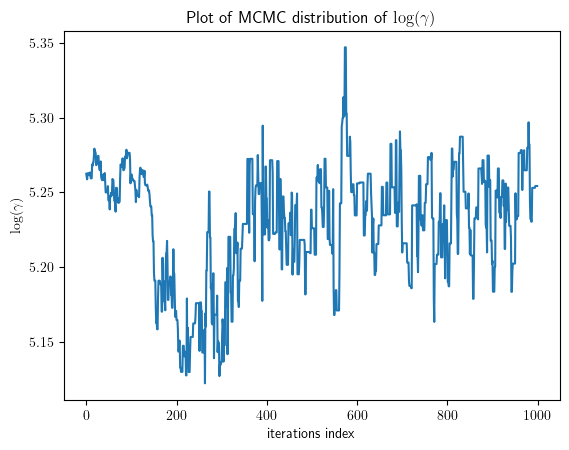 Plot of MCMC distribution of log(γ)
5.35
5.30
5.25
5.20
5.15
log(γ)
0 200 400 600 800 1000
iterations index